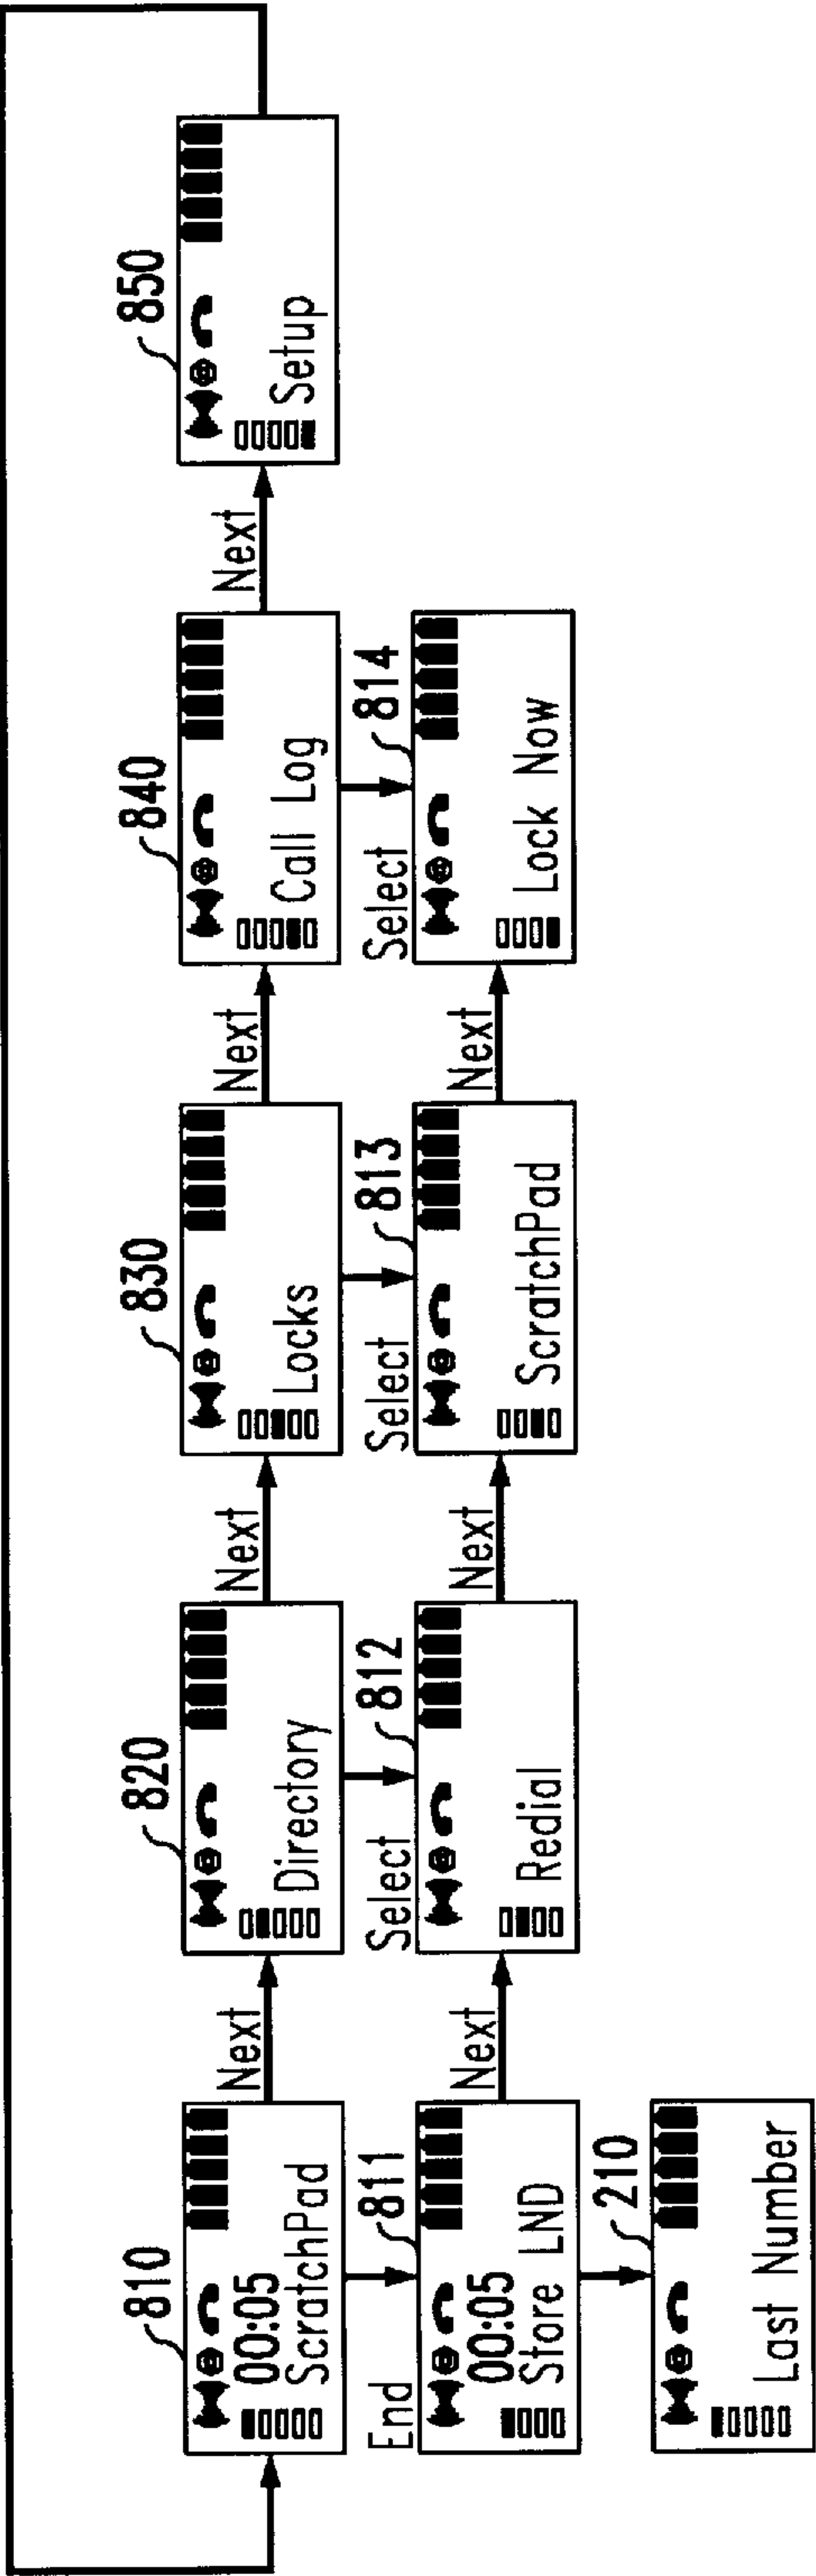 810
00:05
ScratchPad
Next
820
Directory
Next
830
Locks
Next
840
Call Log
Next
850
Setup
End
811
00:05
Store LND
Next
Select
812
Redial
Next
Select
813
ScratchPad
Next
Select
814
Lock Now
210
Last Number